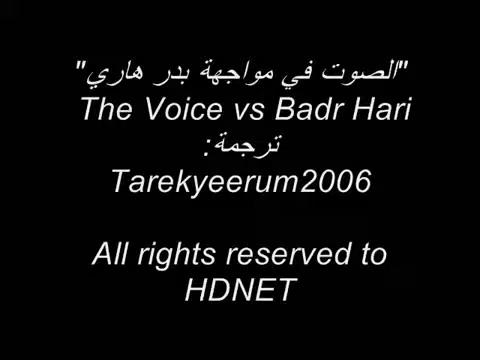 "الصوت في مواجهة بدر هاري"
The Voice vs Badr Hari
ترجمة:
Tarekyeerum2006
All rights reserved to
HDNET